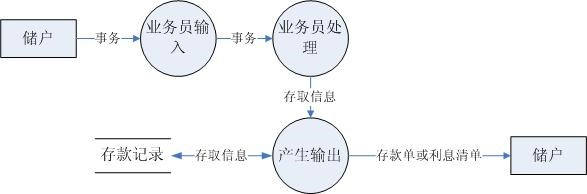 储户
事务
业务员输
入
事务
业务员处
理
存取信息
存款记录
存取信息
产生输出
存款单或利息清单
储户